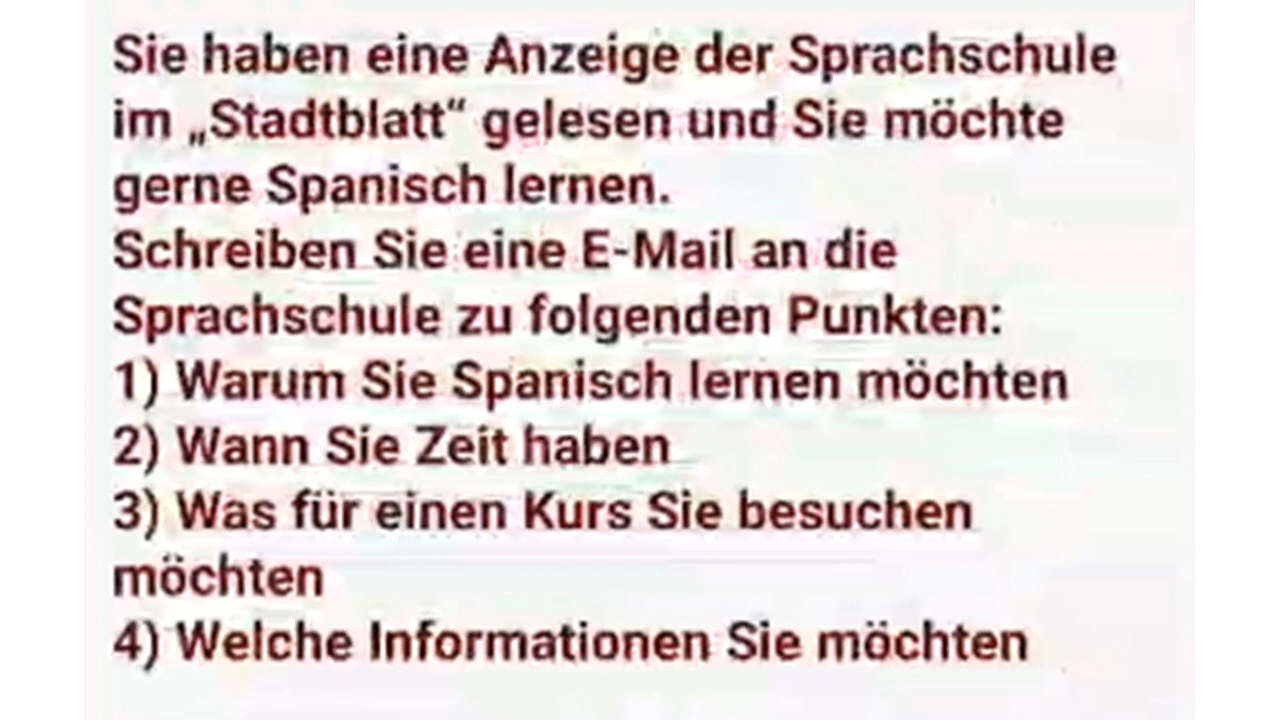 Sie haben eine Anzeige der Sprachschule
im „Stadtblatt“ gelesen und Sie möchte
gerne Spanisch lernen.
Schreiben Sie eine E-Mail an die
Sprachschule zu folgenden Punkten:
1) Warum Sie Spanisch lernen möchten
2) Wann Sie Zeit haben
3) Was für einen Kurs Sie besuchen
möchten
4) Welche Informationen Sie möchten